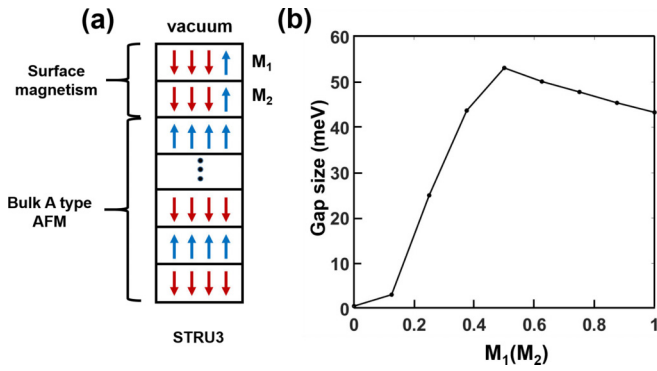 (a)
vacuum
Surface
magnetism
M₁
M₂
Bulk A type
AFM
STRU3
(b)
Gap size (meV)
60
50
40
30
20
10
0
0 0.2 0.4 0.6 0.8 1
M₁(M₂)